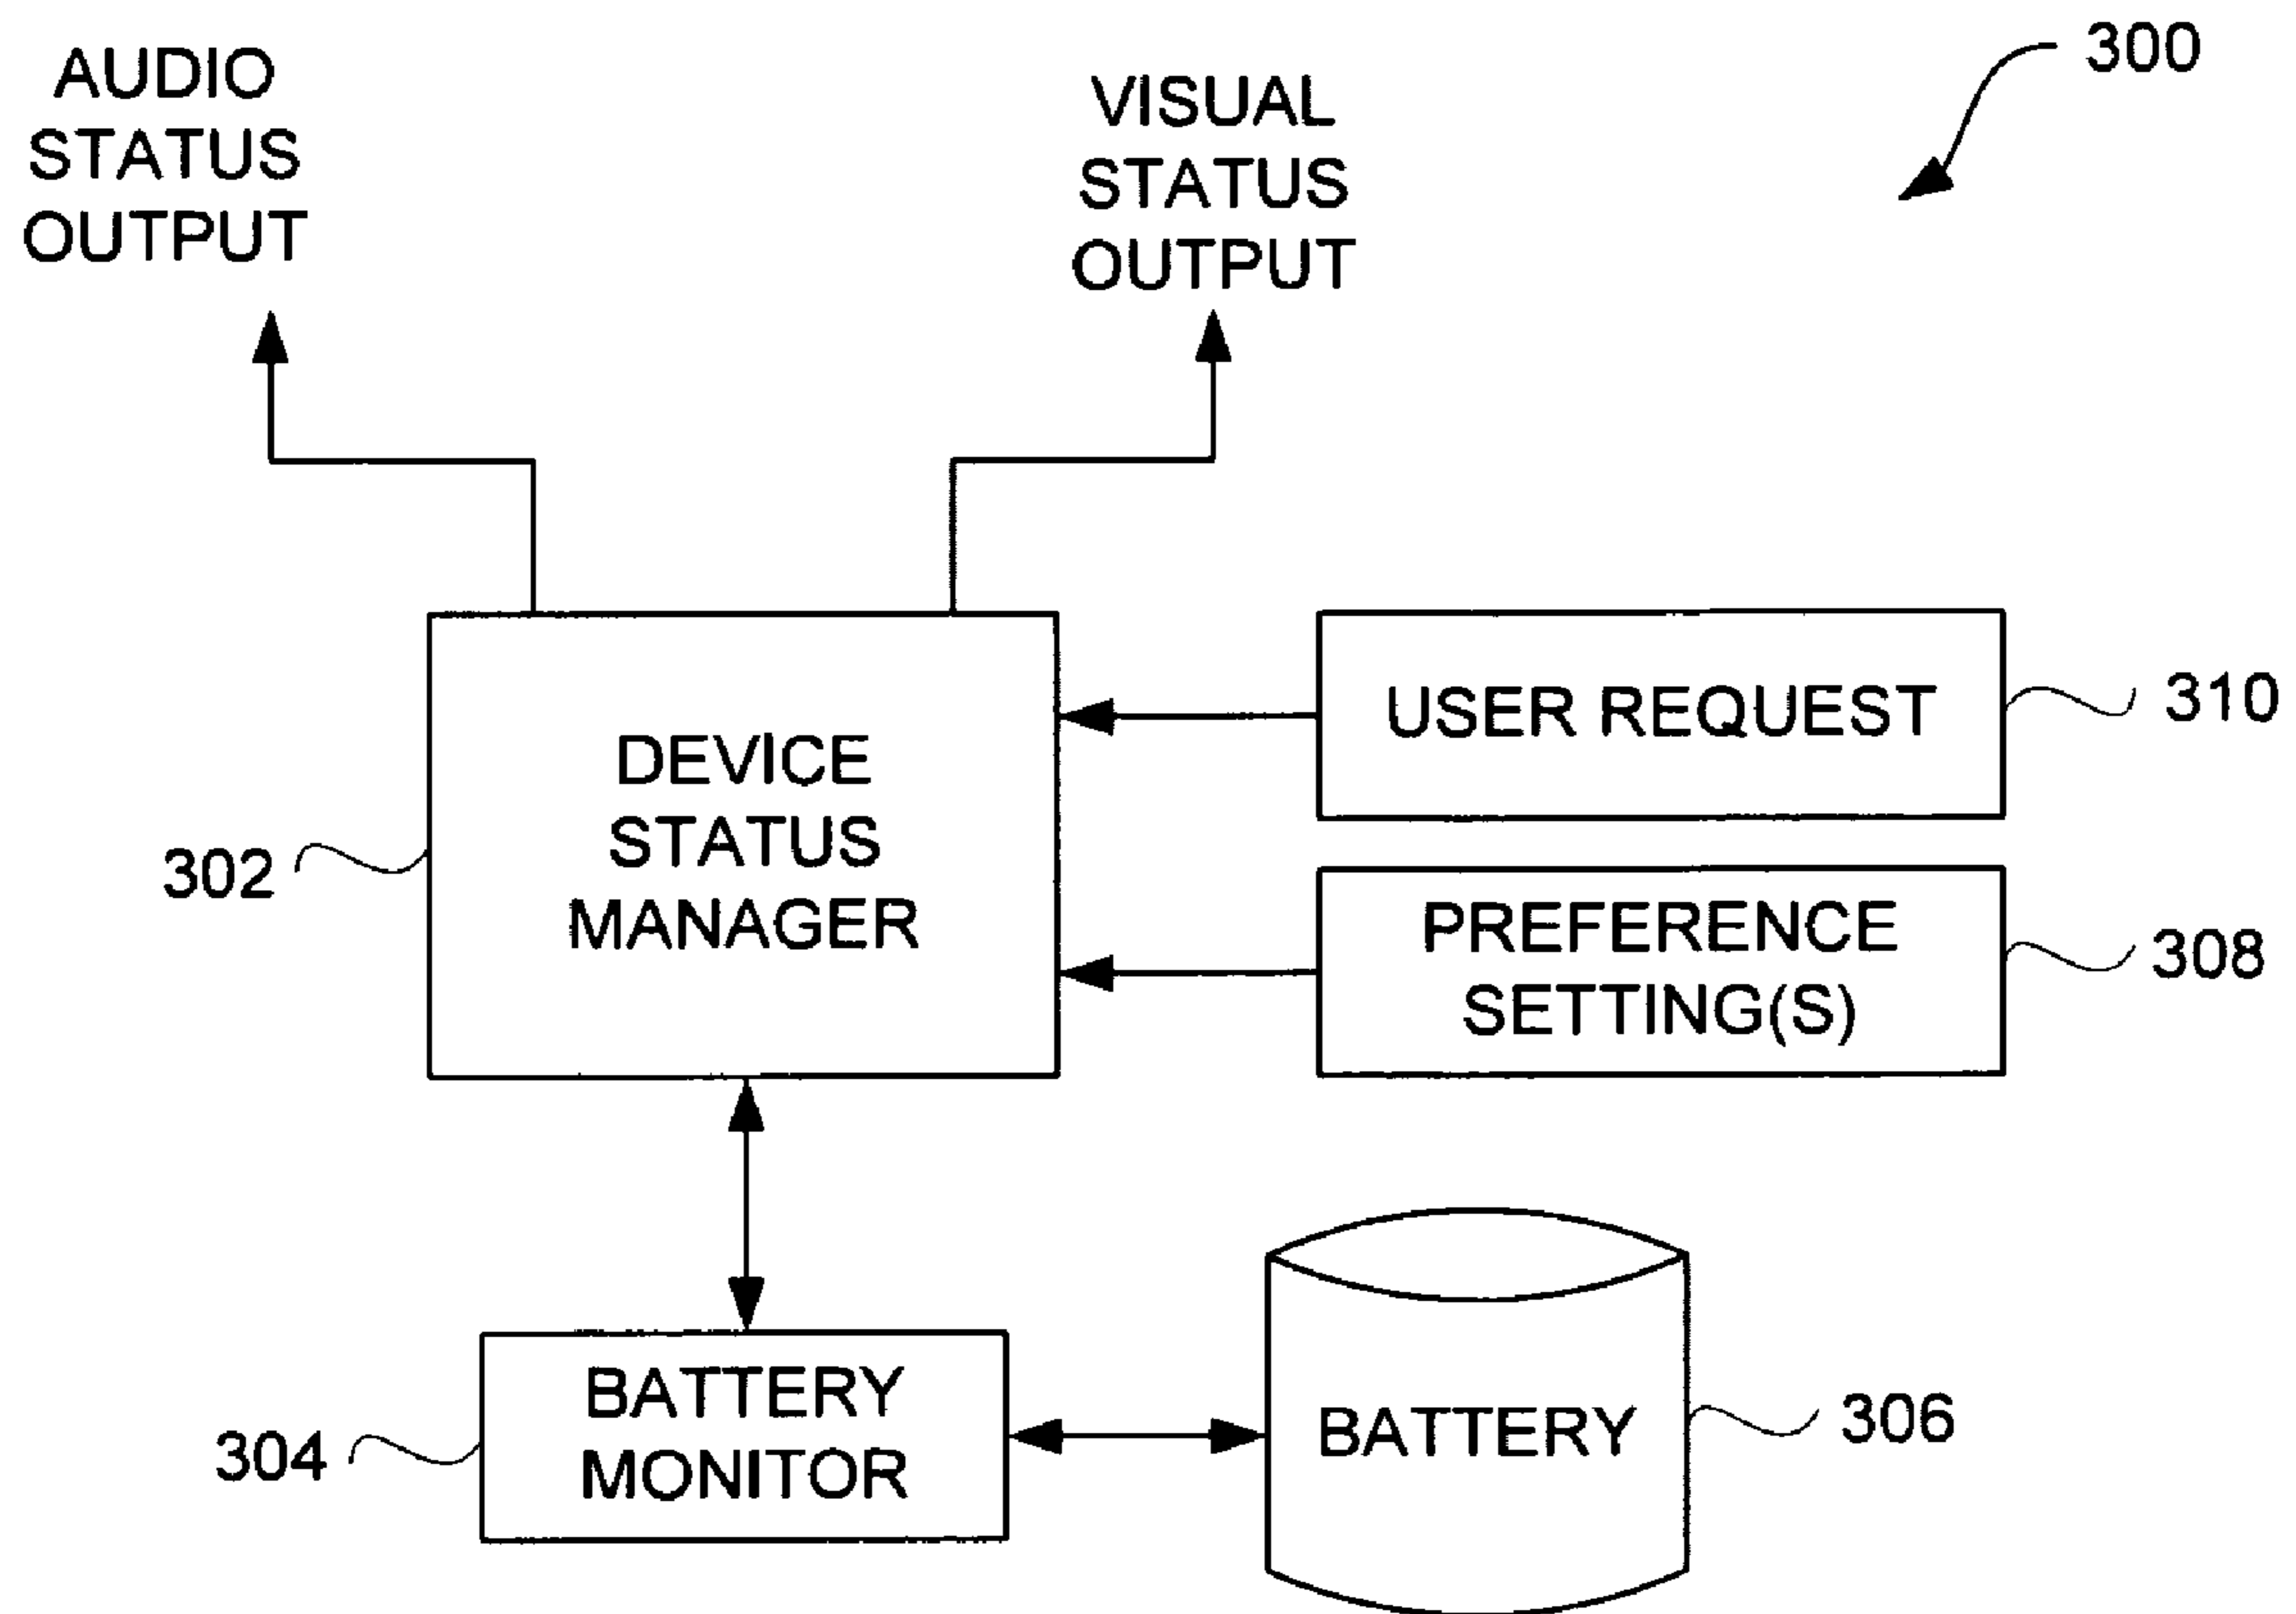 300
AUDIO
STATUS
OUTPUT
VISUAL
STATUS
OUTPUT
DEVICE
STATUS
MANAGER
302
USER REQUEST
310
PREFERENCE
SETTING(S)
308
BATTERY
MONITOR
304
BATTERY
306